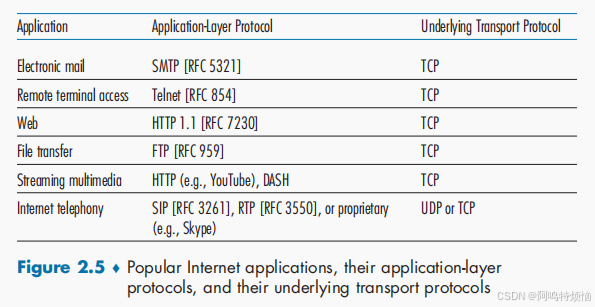 Application Application-Layer Protocol Underlying Transport Protocol
Electronic mail SMTP [RFC 5321] TCP
Remote terminal access Telnet [RFC 854] TCP
Web HTTP 1.1 [RFC 7230] TCP
File transfer FTP [RFC 959] TCP
Streaming multimedia HTTP (e.g., YouTube), DASH TCP
Internet telephony SIP [RFC 3261], RTP [RFC 3550], or proprietary UDP or TCP
(e.g., Skype)
Figure 2.5 ♦ Popular Internet applications, their application-layer
protocols, and their underlying transport protocols
CSDN @阿鸣特烦恼